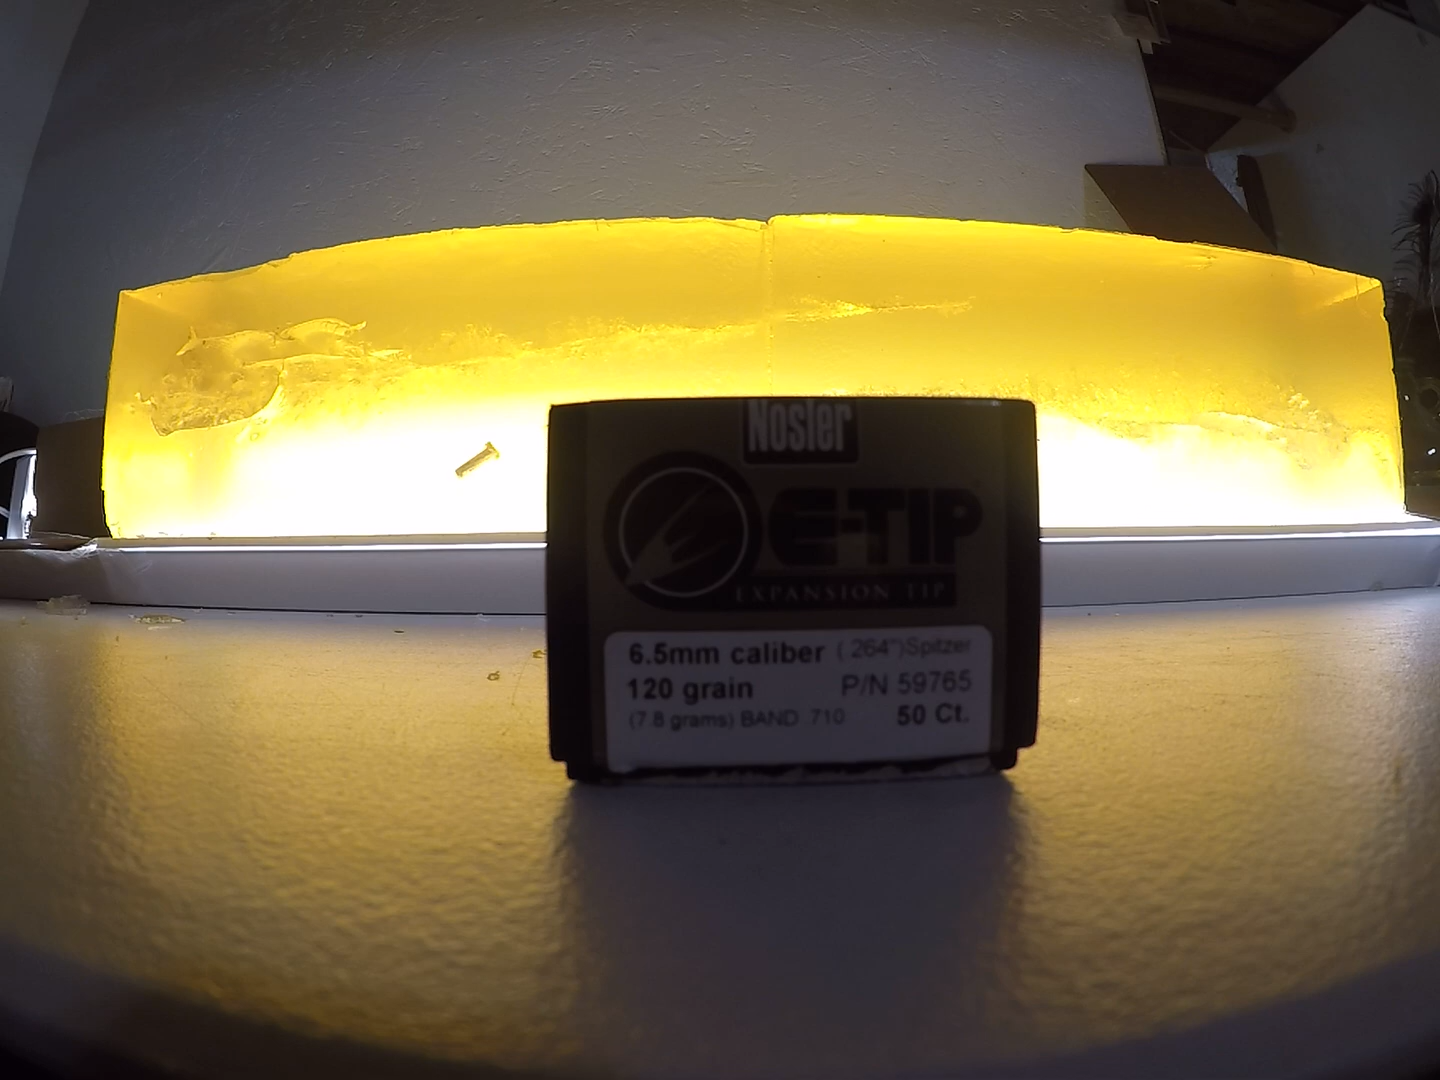 Nosler
E-TIP
EXPANSION TIP
6.5mm caliber (.264")Spitzer
120 grain P/N 59765
(7.8 grams) BAND .710 50 Ct.